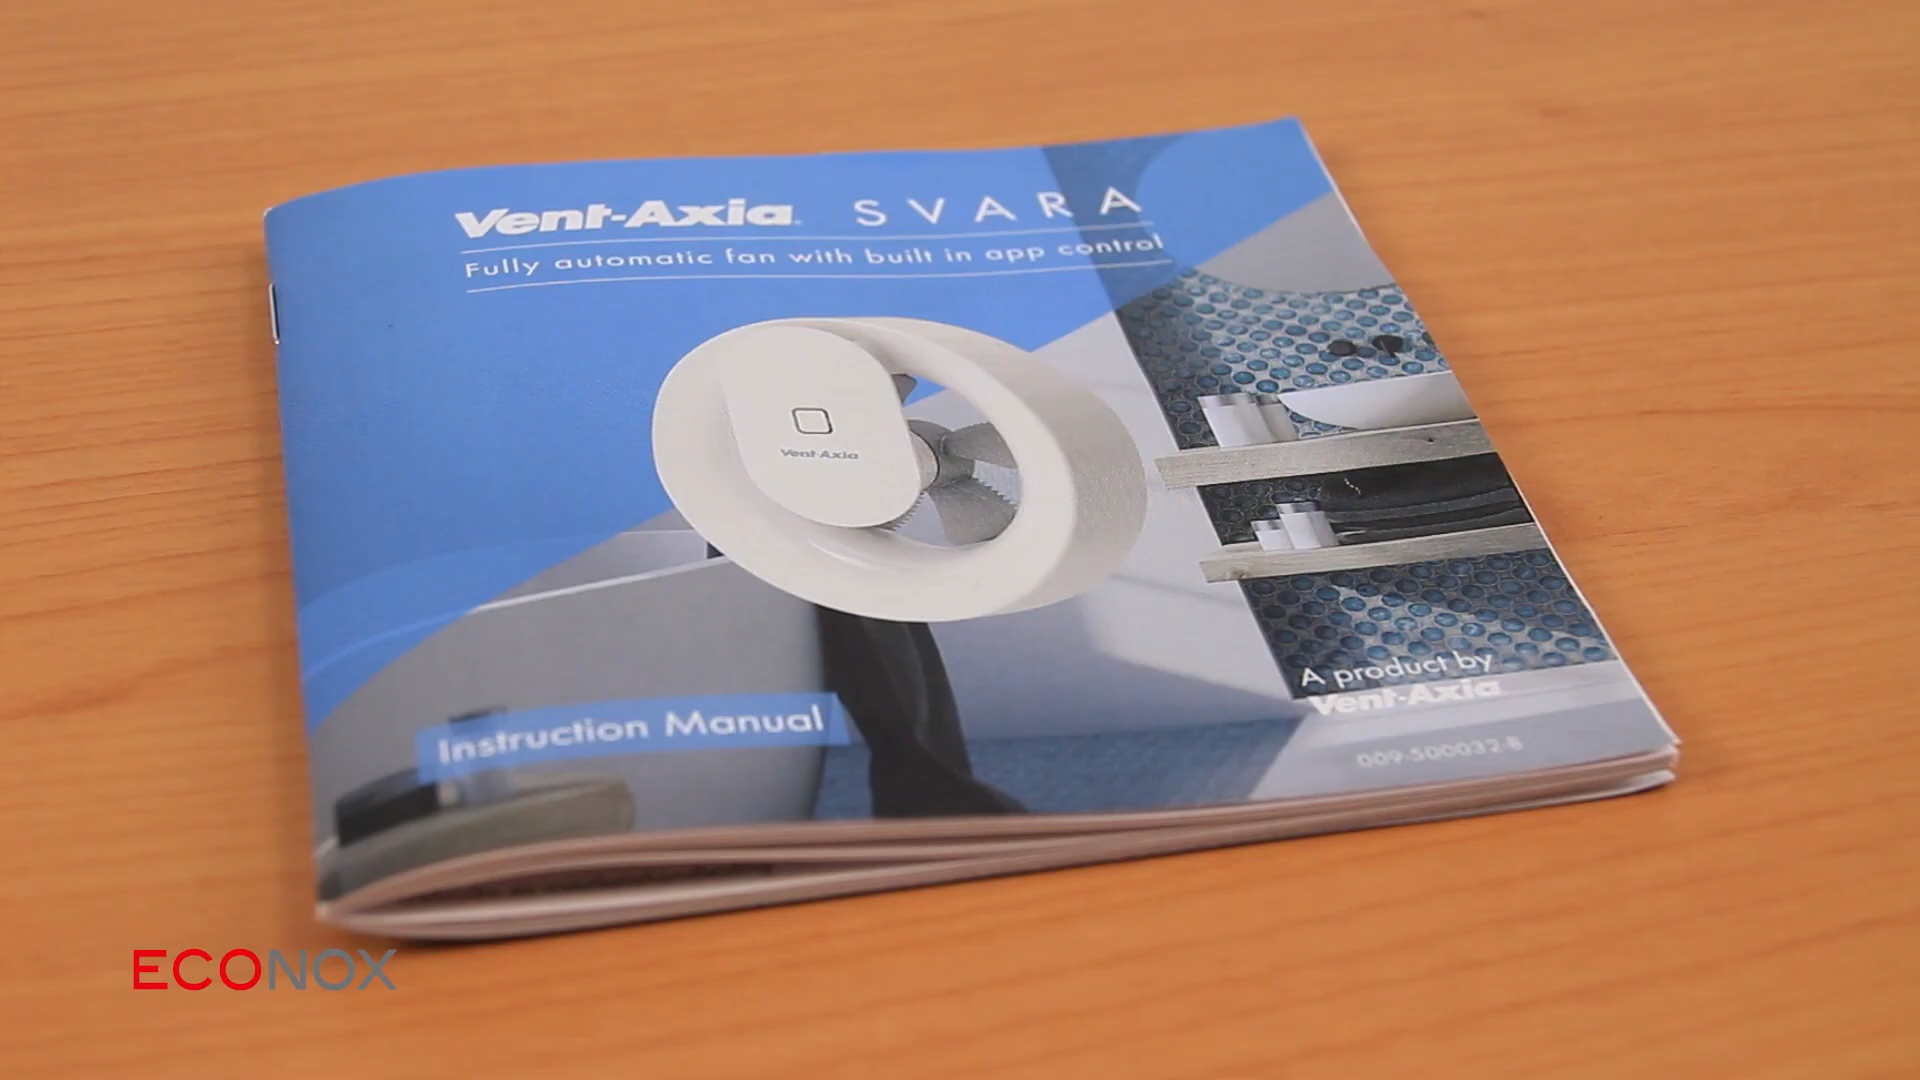 Vent-Axia. SVARA
Fully automatic fan with built in app control
Vent-Axia
Instruction Manual
A product by
Vent-Axia
009-500032-B
ECONOX